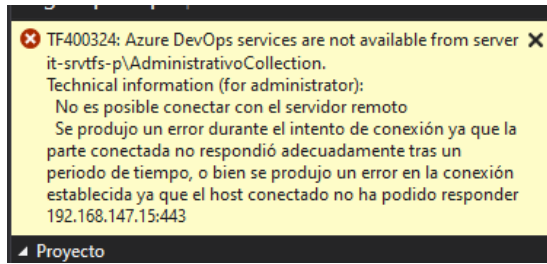 TF400324: Azure DevOps services are not available from server
it-srvtfs-p\AdministrativoCollection.
Technical information (for administrator):
No es posible conectar con el servidor remoto
Se produjo un error durante el intento de conexión ya que la
parte conectada no respondió adecuadamente tras un
periodo de tiempo, o bien se produjo un error en la conexión
establecida ya que el host conectado no ha podido responder
192.168.147.15:443
Proyecto